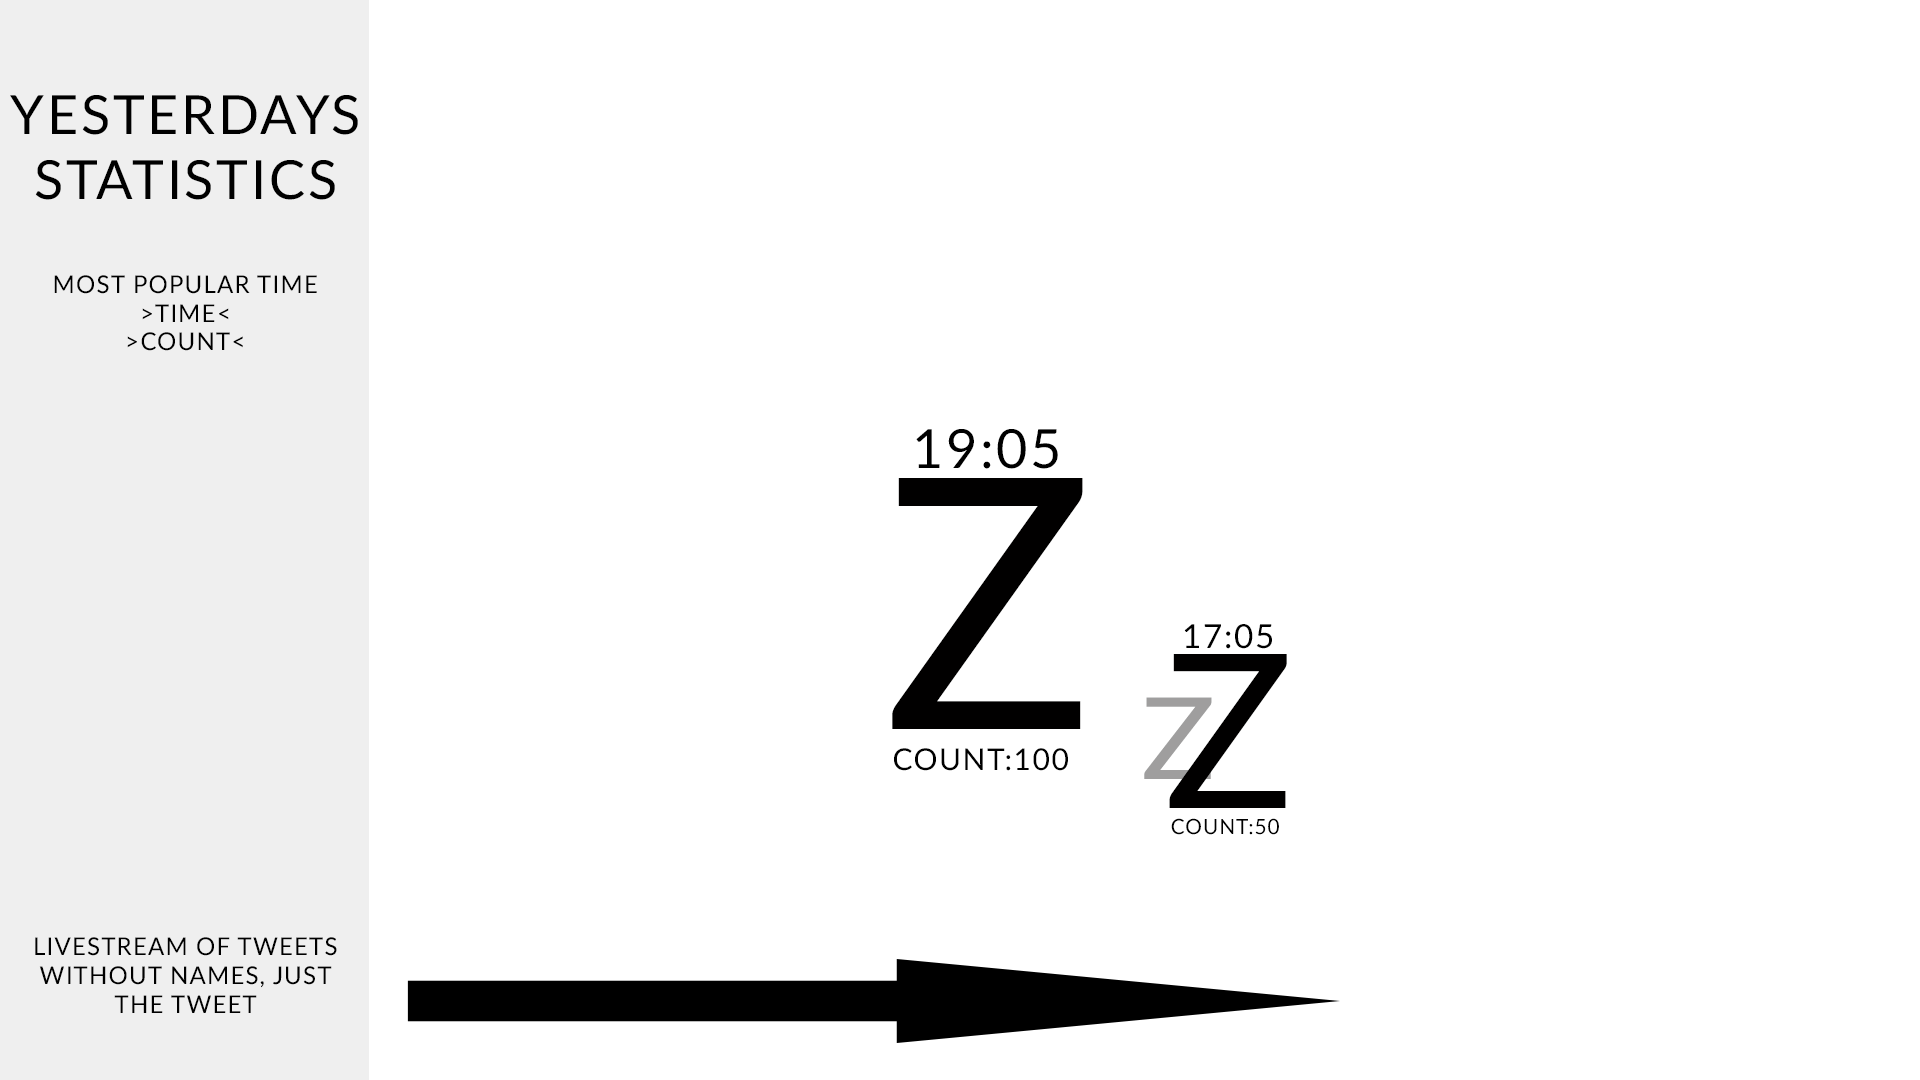 YESTERDAYS
STATISTICS
MOST POPULAR TIME
>TIME<
>COUNT<
19:05
Z
COUNT:100
17:05
Z
Z
COUNT:50
LIVESTREAM OF TWEETS
WITHOUT NAMES, JUST
THE TWEET